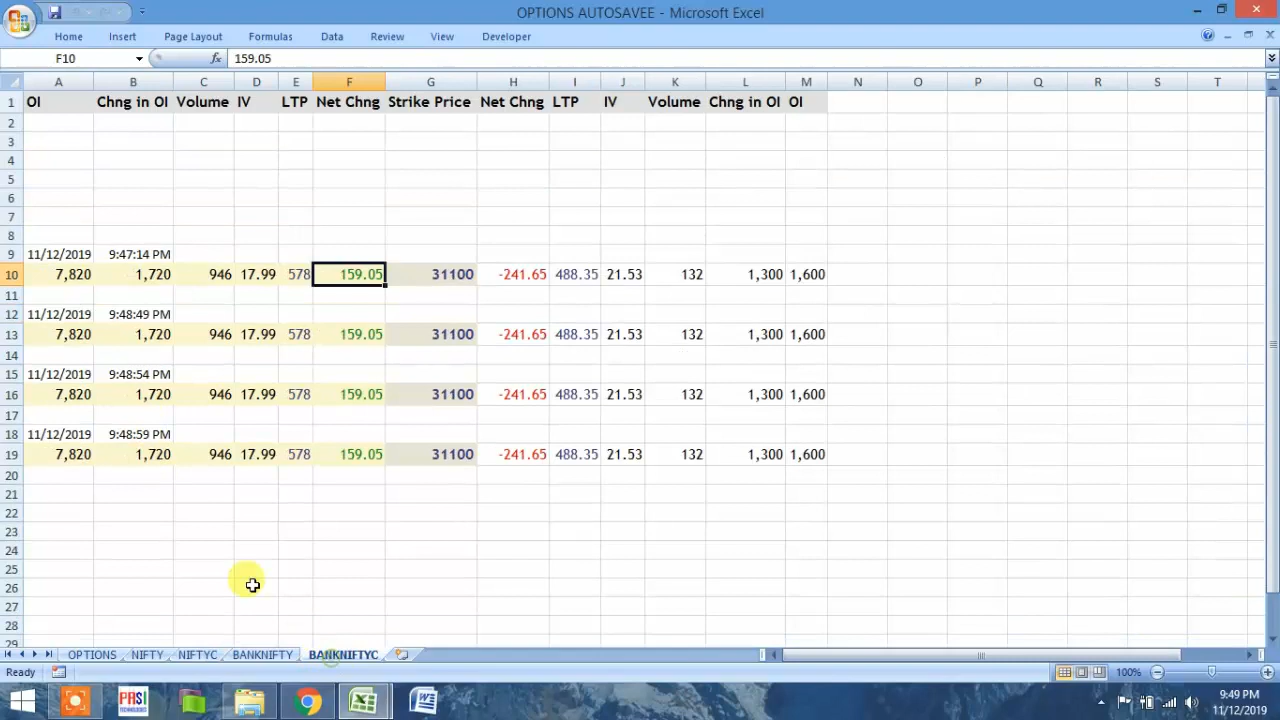 OPTIONS AUTOSAVEE - Microsoft Excel
Home Insert Page Layout Formulas Data Review View Developer
F10 fx 159.05
A B C D E F G H I J K L M N O P Q R S T
1 OI Chng in OI Volume IV LTP Net Chng Strike Price Net Chng LTP IV Volume Chng in OI OI
2
3
4
5
6
7
8
9 11/12/2019 9:47:14 PM
10 7,820 1,720 946 17.99 578 159.05 31100 -241.65 488.35 21.53 132 1,300 1,600
11
12 11/12/2019 9:48:49 PM
13 7,820 1,720 946 17.99 578 159.05 31100 -241.65 488.35 21.53 132 1,300 1,600
14
15 11/12/2019 9:48:54 PM
16 7,820 1,720 946 17.99 578 159.05 31100 -241.65 488.35 21.53 132 1,300 1,600
17
18 11/12/2019 9:48:59 PM
19 7,820 1,720 946 17.99 578 159.05 31100 -241.65 488.35 21.53 132 1,300 1,600
20
21
22
23
24
25
26
27
28
29
OPTIONS NIFTY NIFTYC BANKNIFTY BANKNIFTYC
Ready 100%
PASI
TECHNOLOGIES
9:49 PM
11/12/2019